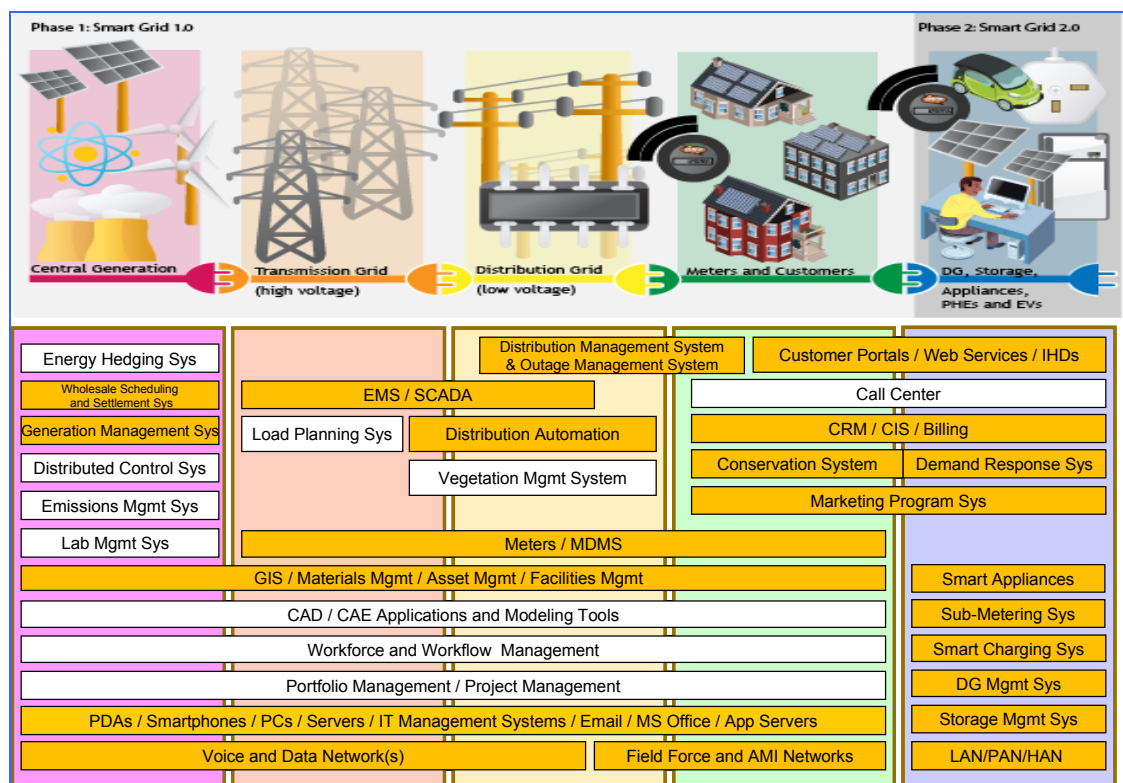 Phase 1: Smart Grid 1.0
Phase 2: Smart Grid 2.0
Central Generation
Transmission Grid
(high voltage)
Distribution Grid
(low voltage)
Meters and Customers
DG, Storage,
Appliances,
PHEs and EVs
Energy Hedging Sys
Distribution Management System
& Outage Management System
Customer Portals / Web Services / IHDs
Wholesale Scheduling
and Settlement Sys
EMS / SCADA
Call Center
Generation Management Sys
Load Planning Sys
Distribution Automation
CRM / CIS / Billing
Distributed Control Sys
Vegetation Mgmt System
Conservation System
Demand Response Sys
Emissions Mgmt Sys
Marketing Program Sys
Lab Mgmt Sys
Meters / MDMS
GIS / Materials Mgmt / Asset Mgmt / Facilities Mgmt
Smart Appliances
CAD / CAE Applications and Modeling Tools
Sub-Metering Sys
Workforce and Workflow Management
Smart Charging Sys
Portfolio Management / Project Management
DG Mgmt Sys
PDAs / Smartphones / PCs / Servers / IT Management Systems / Email / MS Office / App Servers
Storage Mgmt Sys
Voice and Data Network(s)
Field Force and AMI Networks
LAN/PAN/HAN